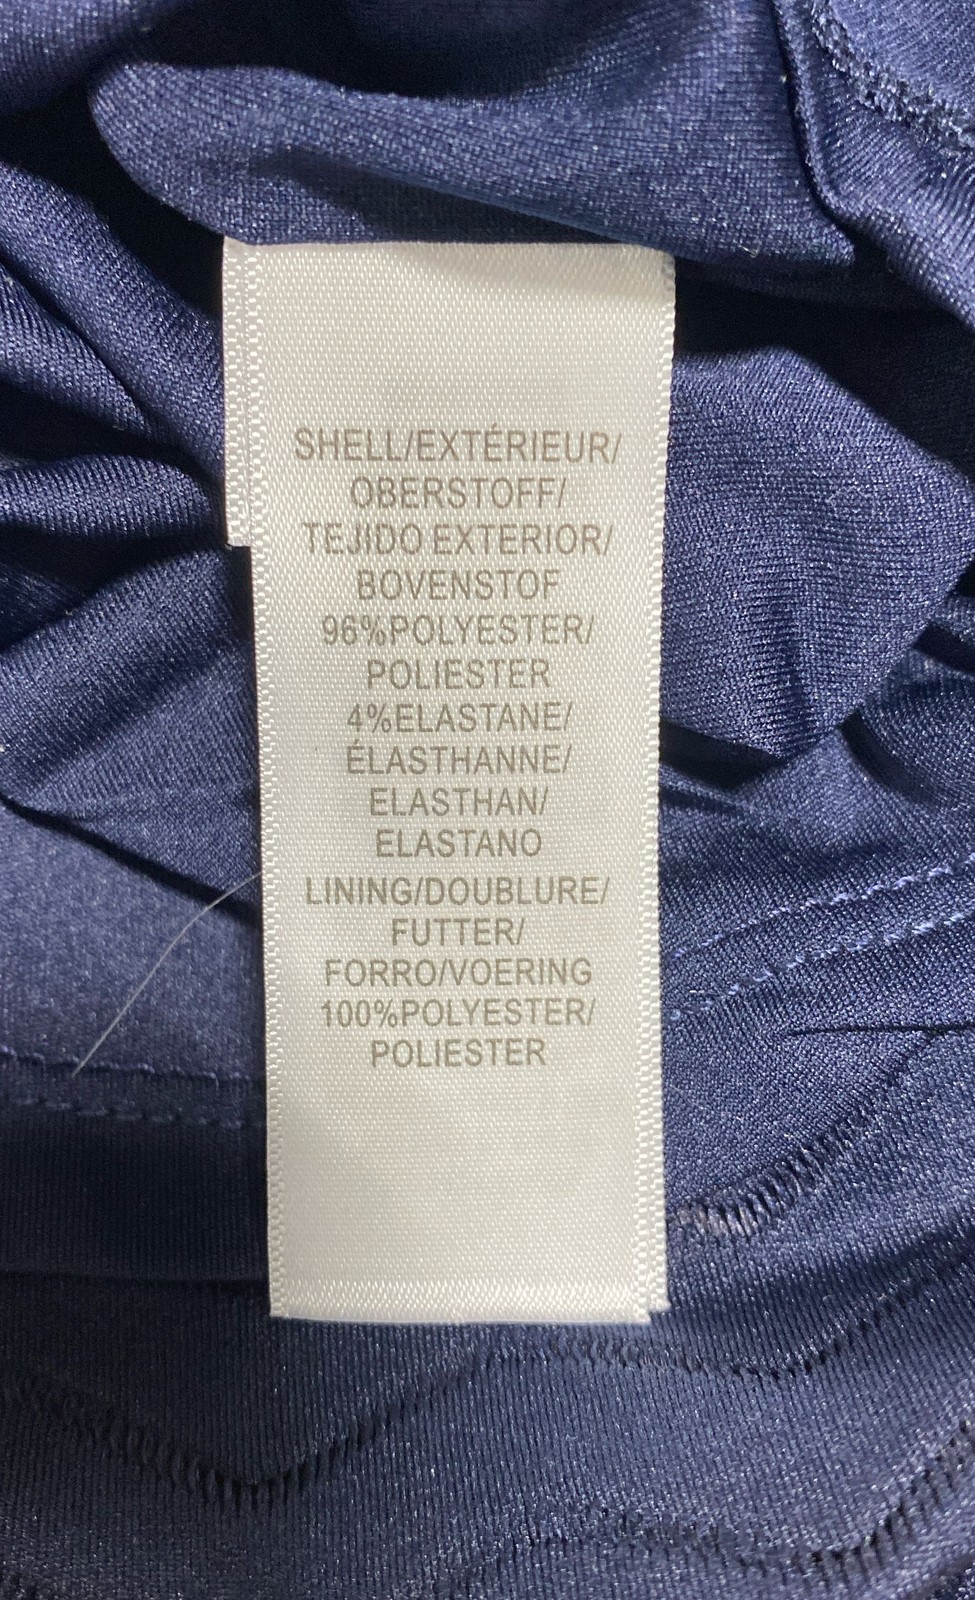 SHELL/EXTÉRIEUR/
OBERSTOFF/
TEJIDO EXTERIOR/
BOVENSTOF
96%POLYESTER/
POLIESTER
4%ELASTANE/
ÉLASTHANNE/
ELASTHAN/
ELASTANO
LINING/DOUBLURE/
FUTTER/
FORRO/VOERING
100%POLYESTER/
POLIESTER